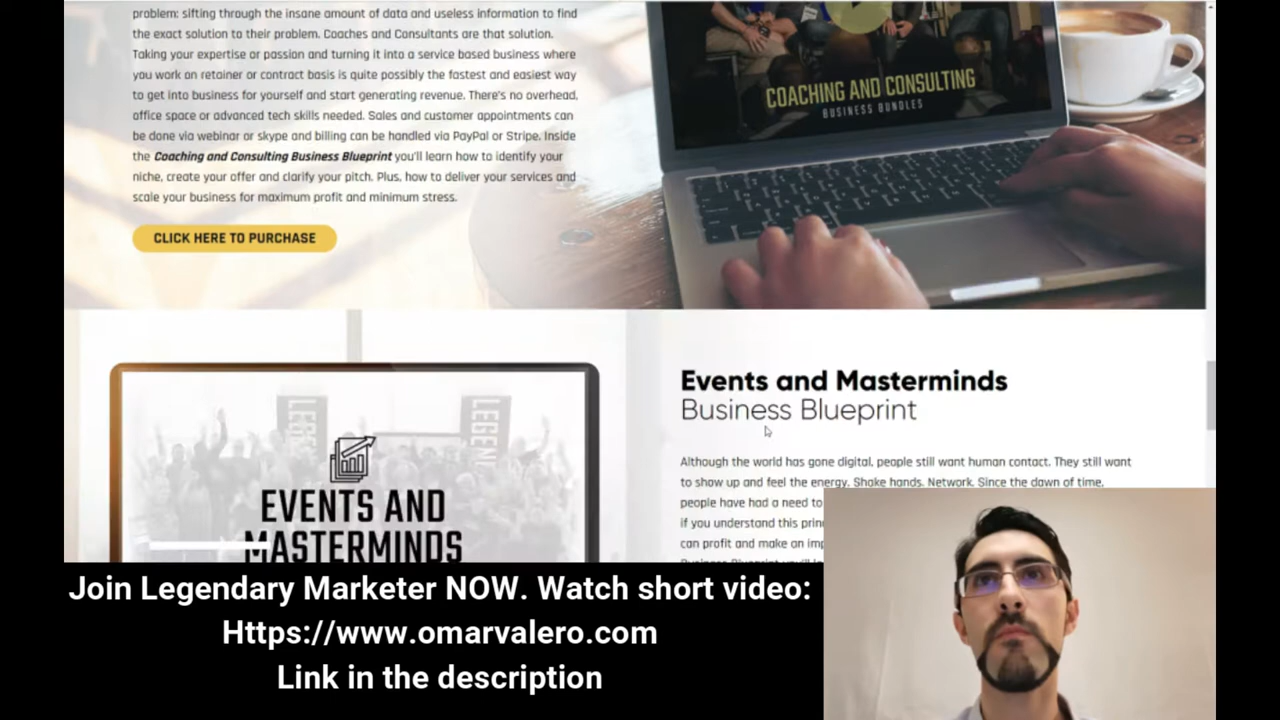 problem: sifting through the insane amount of data and useless information to find
the exact solution to their problem. Coaches and Consultants are that solution.
Taking your expertise or passion and turning it into a service based business where
you work on retainer or contract basis is quite possibly the fastest and easiest way
to get into business for yourself and start generating revenue. There's no overhead,
office space or advanced tech skills needed. Sales and customer appointments can
be done via webinar or skype and billing can be handled via PayPal or Stripe. Inside
the Coaching and Consulting Business Blueprint you'll learn how to identify your
niche, create your offer and clarify your pitch. Plus, how to deliver your services and
scale your business for maximum profit and minimum stress.
CLICK HERE TO PURCHASE
COACHING AND CONSULTING
BUSINESS BUNDLES
EVENTS AND
MASTERMINDS
Events and Masterminds
Business Blueprint
Although the world has gone digital, people still want human contact. They still want
to show up and feel the energy. Shake hands. Network. Since the dawn of time,
people have had a need to
if you understand this prin
can profit and make an imp
Join Legendary Marketer NOW. Watch short video:
Https://www.omarvalero.com
Link in the description